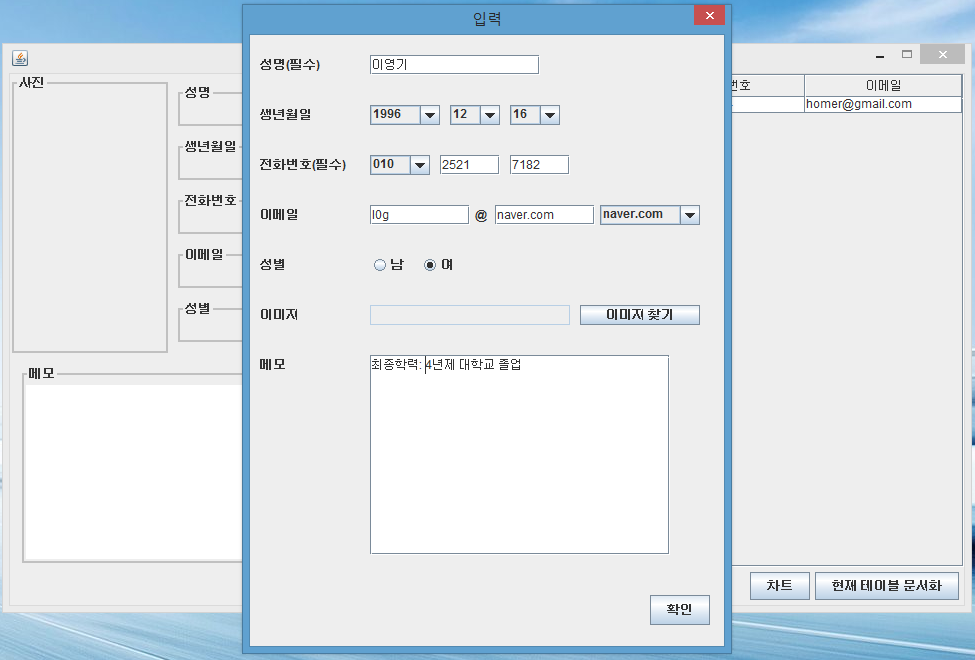 입력
성명(필수) 이영기
생년월일 1996 12 16
전화번호(필수) 010 2521 7182
이메일 l0g @ naver.com naver.com
성별 남 여
이미지 이미지 찾기
메모 최종학력: 4년제 대학교 졸업
확인
사진
성명
생년월일
전화번호
이메일
성별
메모
번호 이메일
homer@gmail.com
차트 현재 테이블 문서화